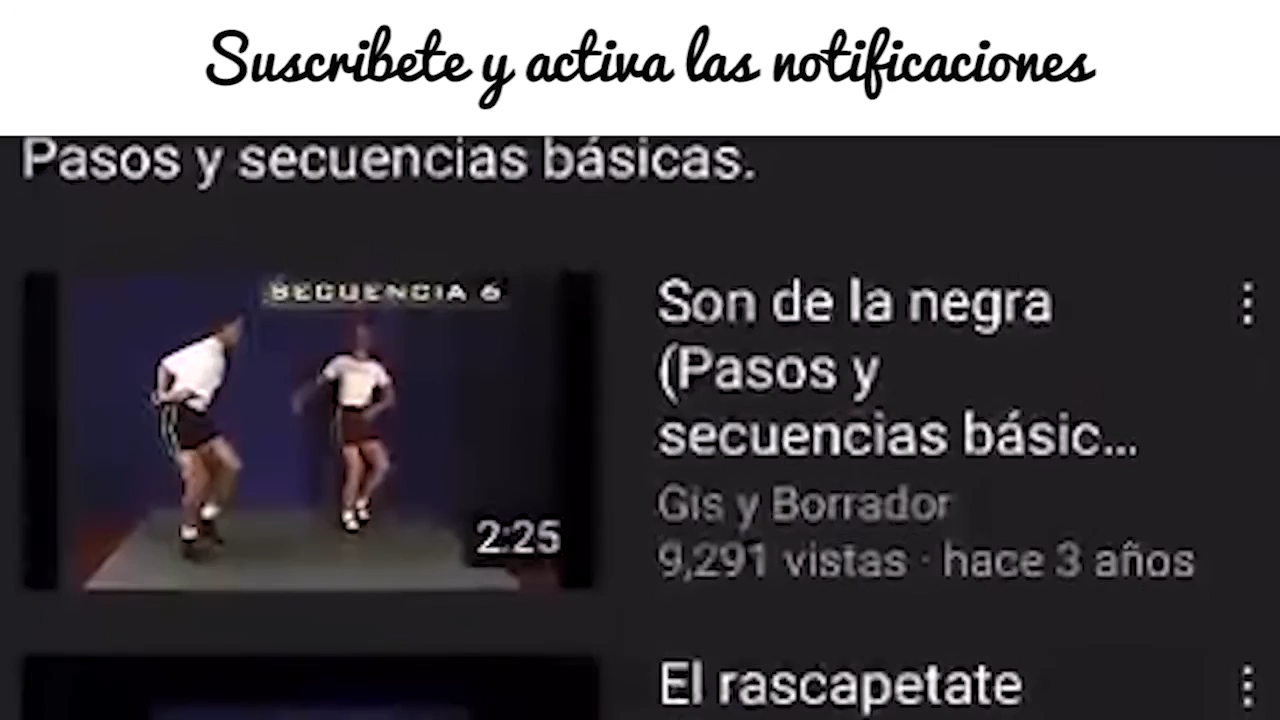 Suscribete y activa las notificaciones
Pasos y secuencias básicas.
SECUENCIA 6
2:25
Son de la negra
(Pasos y
secuencias básic...
Gis y Borrador
9,291 vistas · hace 3 años
El rascapetate